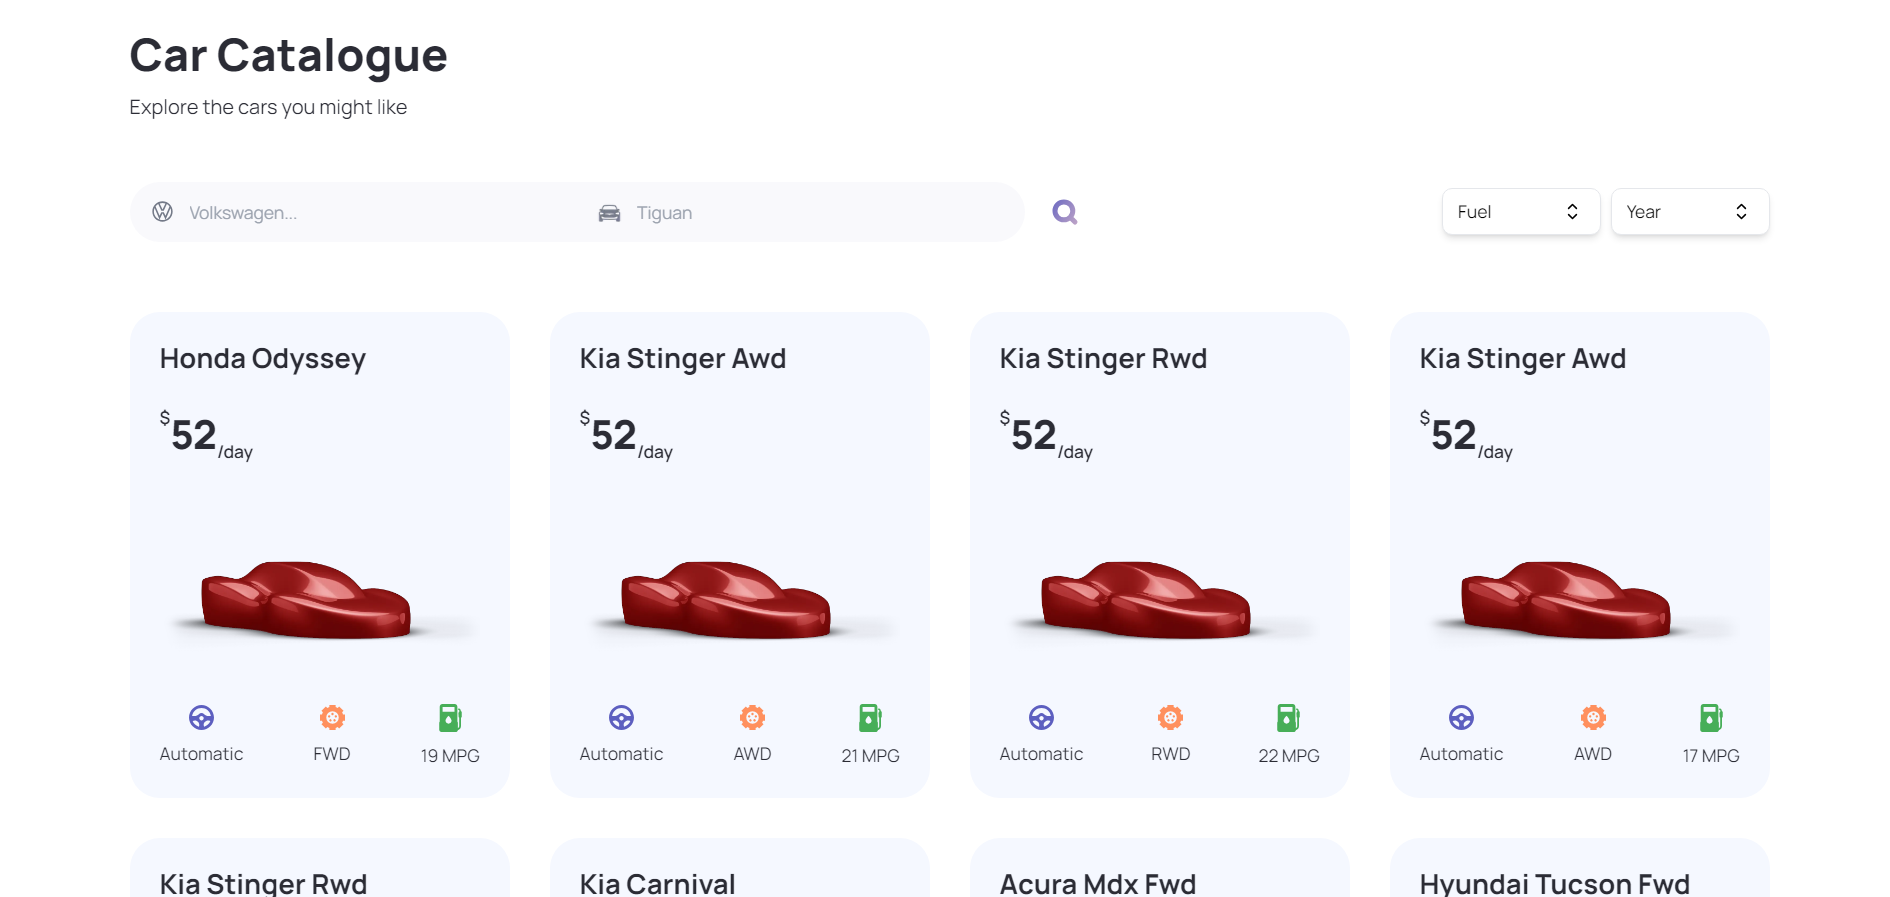 Car Catalogue
Explore the cars you might like
Volkswagen...
Tiguan
Fuel
Year
Honda Odyssey
$52/day
Automatic
FWD
19 MPG
Kia Stinger Awd
$52/day
Automatic
AWD
21 MPG
Kia Stinger Rwd
$52/day
Automatic
RWD
22 MPG
Kia Stinger Awd
$52/day
Automatic
AWD
17 MPG
Kia Stinger Rwd
Kia Carnival
Acura Mdx Fwd
Hyundai Tucson Fwd